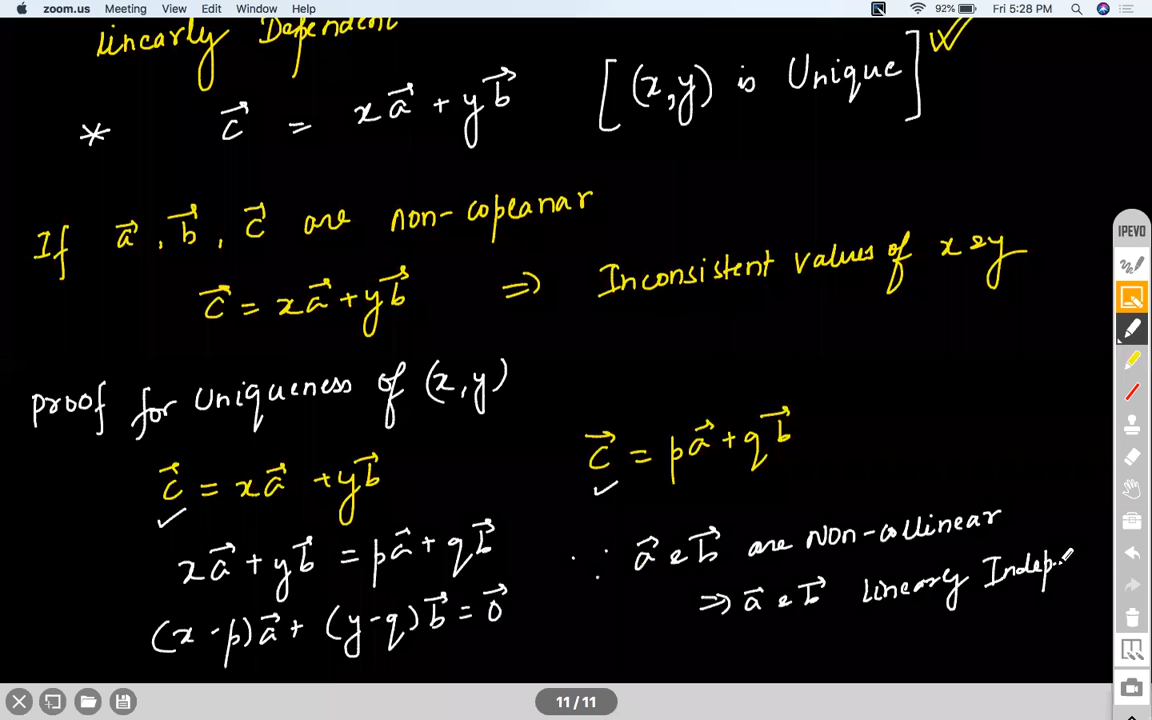 zoom.us Meeting View Edit Window Help 92% Fri 5:28 PM
Linearly Dependent
* c⃗ = xa⃗ + yb⃗ [(x,y) is Unique]
If a⃗, b⃗, c⃗ are non-coplanar
c⃗ = xa⃗ + yb⃗ ⇒ Inconsistent values of x & y
IPEVO
Proof for Uniqueness of (x,y)
c⃗ = xa⃗ + yb⃗ c⃗ = pa⃗ + qb⃗
xa⃗ + yb⃗ = pa⃗ + qb⃗ ∵ a⃗ & b⃗ are Non-collinear
(x-p)a⃗ + (y-q)b⃗ = 0⃗ ⇒ a⃗ & b⃗ Linearly Indep..
11/11